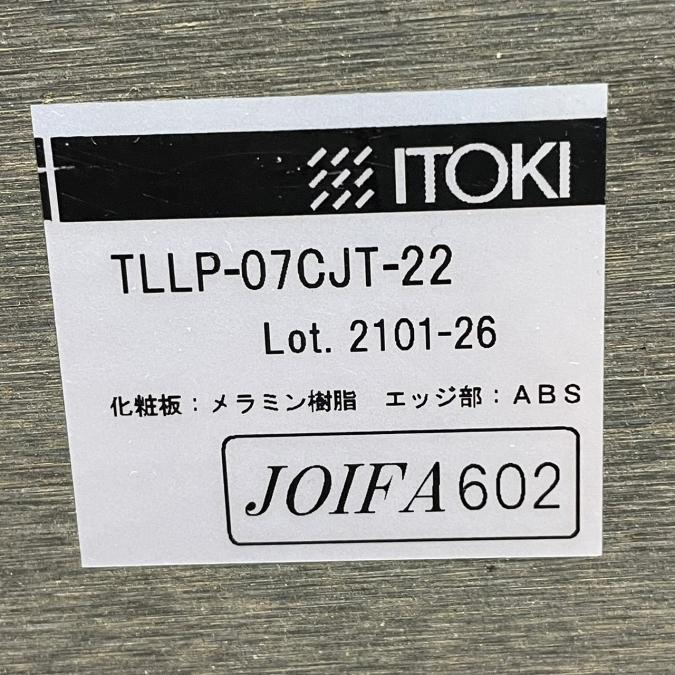 ITOKI
TLLP-07CJT-22
Lot. 2101-26
化粧板：メラミン樹脂　エッジ部：ABS
JOIFA602